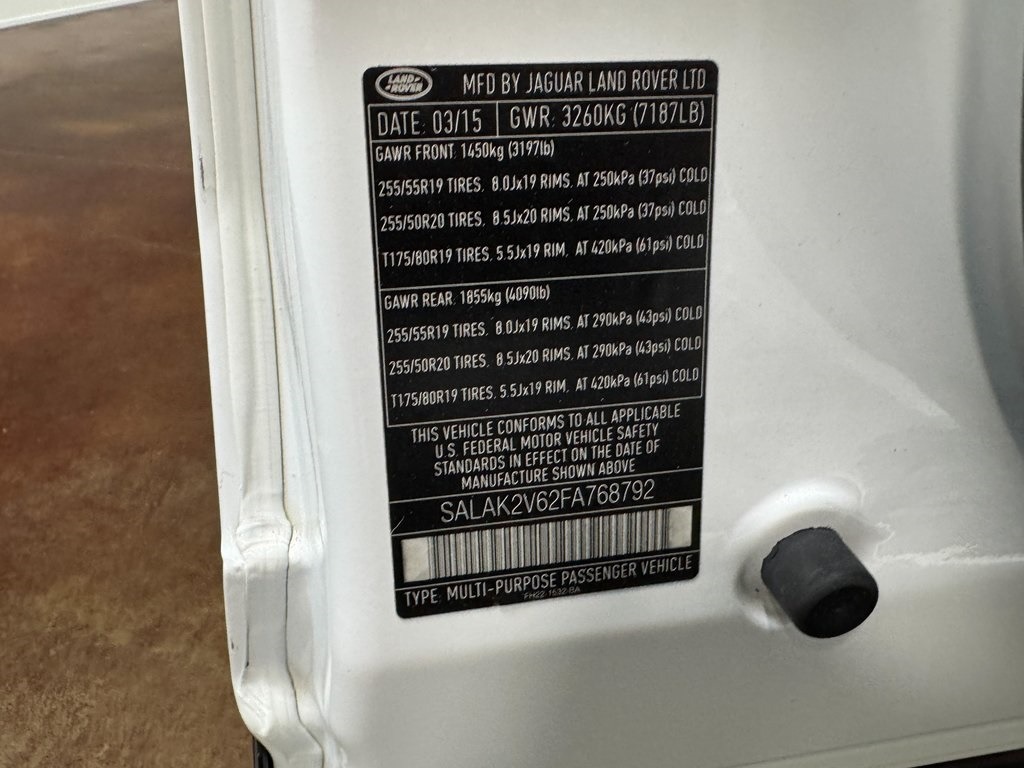 LAND ROVER
MFD BY JAGUAR LAND ROVER LTD
DATE: 03/15 GWR: 3260KG (7187LB)
GAWR FRONT: 1450kg (3197lb)
255/55R19 TIRES, 8.0Jx19 RIMS, AT 250kPa (37psi) COLD
255/50R20 TIRES, 8.5Jx20 RIMS, AT 250kPa (37psi) COLD
T175/80R19 TIRES, 5.5Jx19 RIM, AT 420kPa (61psi) COLD
GAWR REAR: 1855kg (4090lb)
255/55R19 TIRES, 8.0Jx19 RIMS, AT 290kPa (43psi) COLD
255/50R20 TIRES, 8.5Jx20 RIMS, AT 290kPa (43psi) COLD
T175/80R19 TIRES, 5.5Jx19 RIM, AT 420kPa (61psi) COLD
THIS VEHICLE CONFORMS TO ALL APPLICABLE
U.S. FEDERAL MOTOR VEHICLE SAFETY
STANDARDS IN EFFECT ON THE DATE OF
MANUFACTURE SHOWN ABOVE
SALAK2V62FA768792
TYPE: MULTI-PURPOSE PASSENGER VEHICLE
FH22-1532-BA